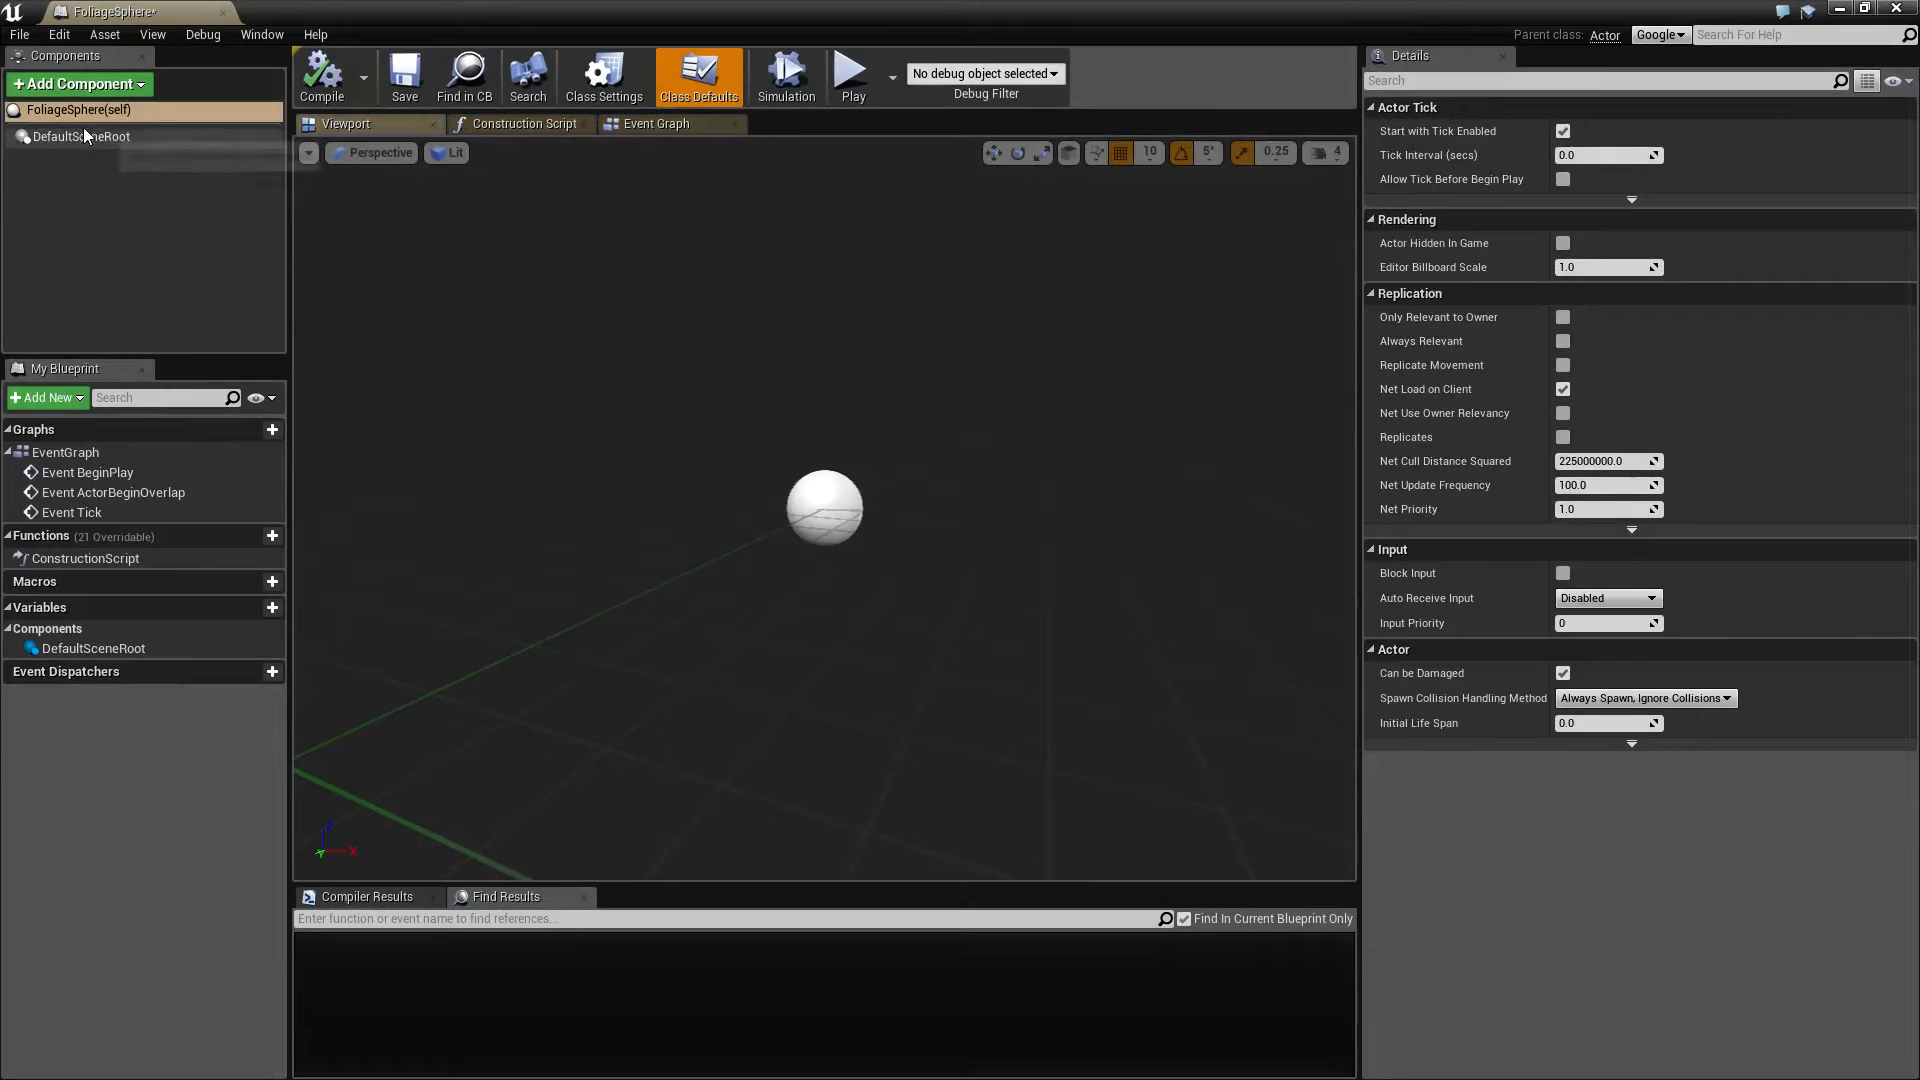 FoliageSphere*
File Edit Asset View Debug Window Help
Parent class: Actor Google Search For Help
Components
+ Add Component
FoliageSphere(self)
DefaultSceneRoot
Compile Save Find in CB Search Class Settings Class Defaults Simulation Play
No debug object selected
Debug Filter
Viewport Construction Script Event Graph
Perspective Lit 10 5° 0.25 4
Z
X
Y
My Blueprint
+ Add New Search
Graphs
EventGraph
Event BeginPlay
Event ActorBeginOverlap
Event Tick
Functions (21 Overridable)
ConstructionScript
Macros
Variables
Components
DefaultSceneRoot
Event Dispatchers
Compiler Results Find Results
Enter function or event name to find references... Find In Current Blueprint Only
Details
Search
Actor Tick
Start with Tick Enabled
Tick Interval (secs) 0.0
Allow Tick Before Begin Play
Rendering
Actor Hidden In Game
Editor Billboard Scale 1.0
Replication
Only Relevant to Owner
Always Relevant
Replicate Movement
Net Load on Client
Net Use Owner Relevancy
Replicates
Net Cull Distance Squared 225000000.0
Net Update Frequency 100.0
Net Priority 1.0
Input
Block Input
Auto Receive Input Disabled
Input Priority 0
Actor
Can be Damaged
Spawn Collision Handling Method Always Spawn, Ignore Collisions
Initial Life Span 0.0